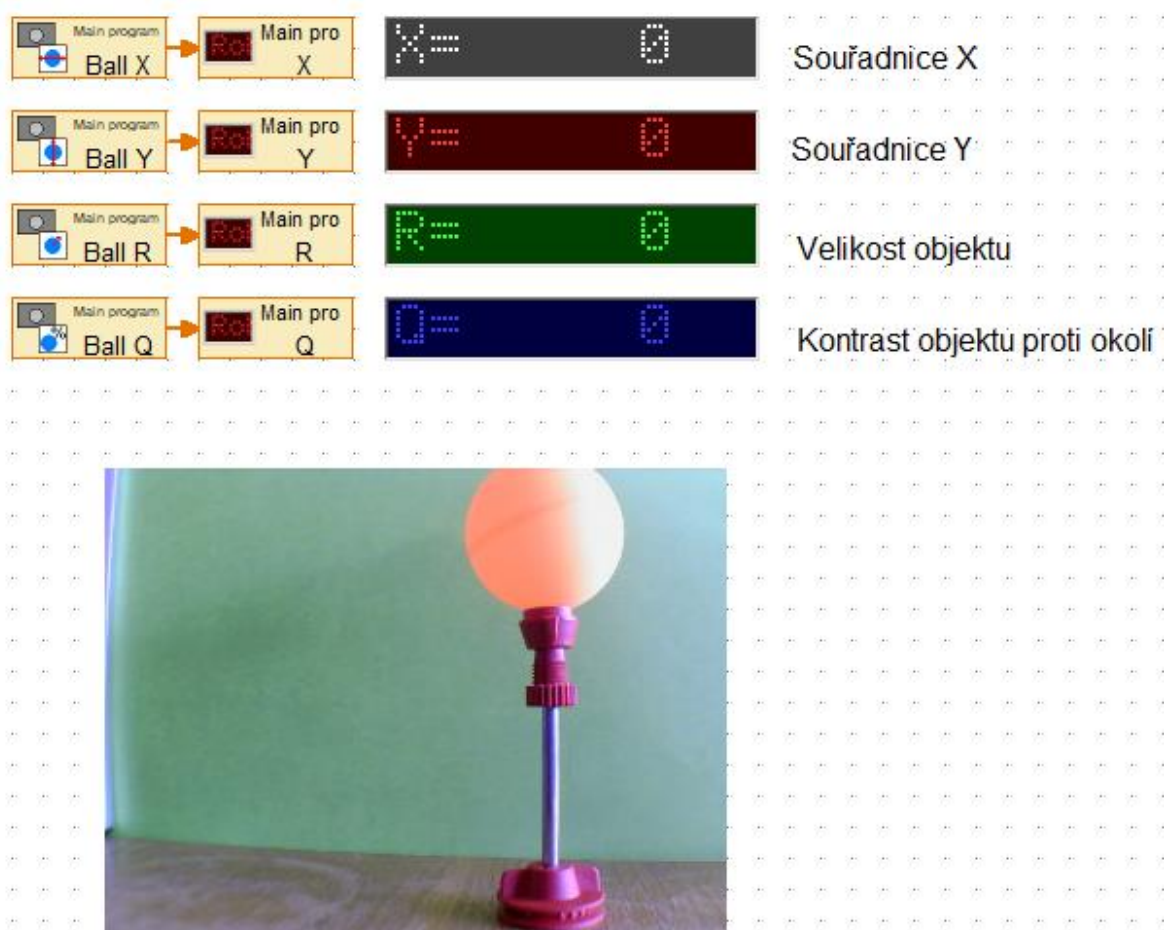 Main program
Ball X
Main pro
X
X= 0
Souřadnice X
Main program
Ball Y
Main pro
Y
Y= 0
Souřadnice Y
Main program
Ball R
Main pro
R
R= 0
Velikost objektu
Main program
% Ball Q
Main pro
Q
Q= 0
Kontrast objektu proti okolí